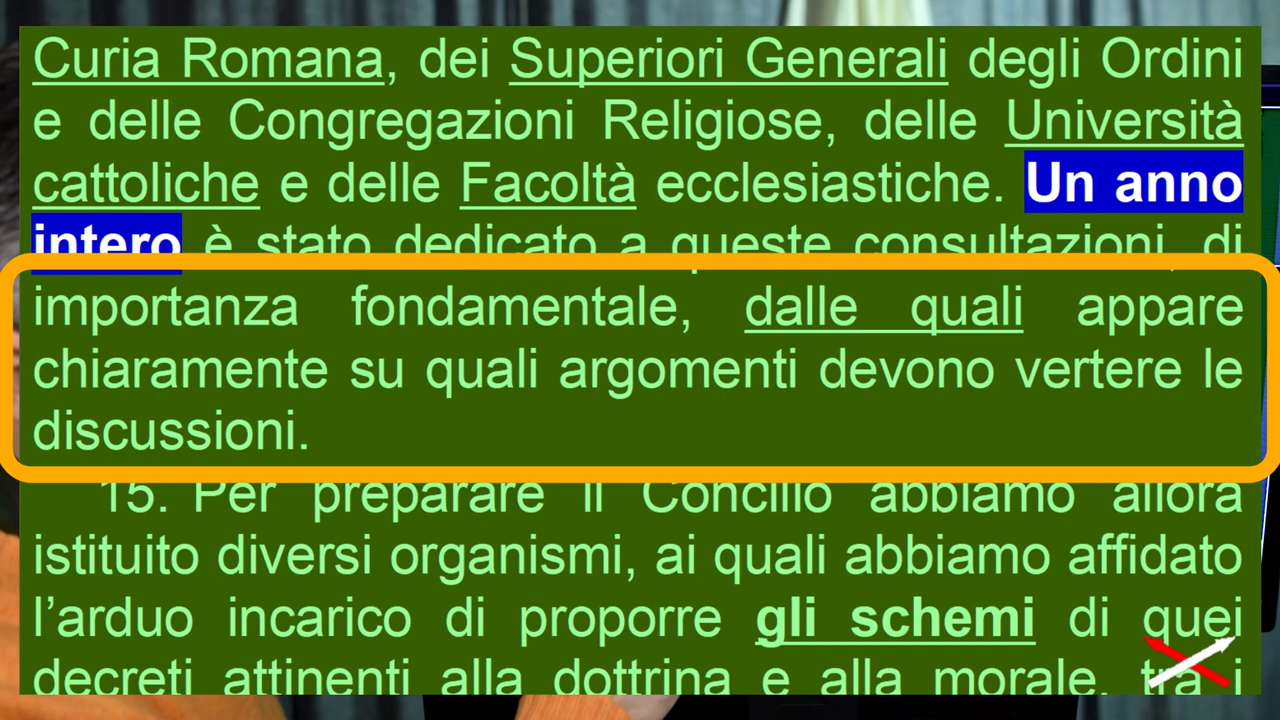 Curia Romana, dei Superiori Generali degli Ordini
e delle Congregazioni Religiose, delle Università
cattoliche e delle Facoltà ecclesiastiche. Un anno
intero è stato dedicato a queste consultazioni, di
importanza fondamentale, dalle quali appare
chiaramente su quali argomenti devono vertere le
discussioni.
15. Per preparare il Concilio abbiamo allora
istituito diversi organismi, ai quali abbiamo affidato
l’arduo incarico di proporre gli schemi di quei
decreti attinenti alla dottrina e alla morale, tra i